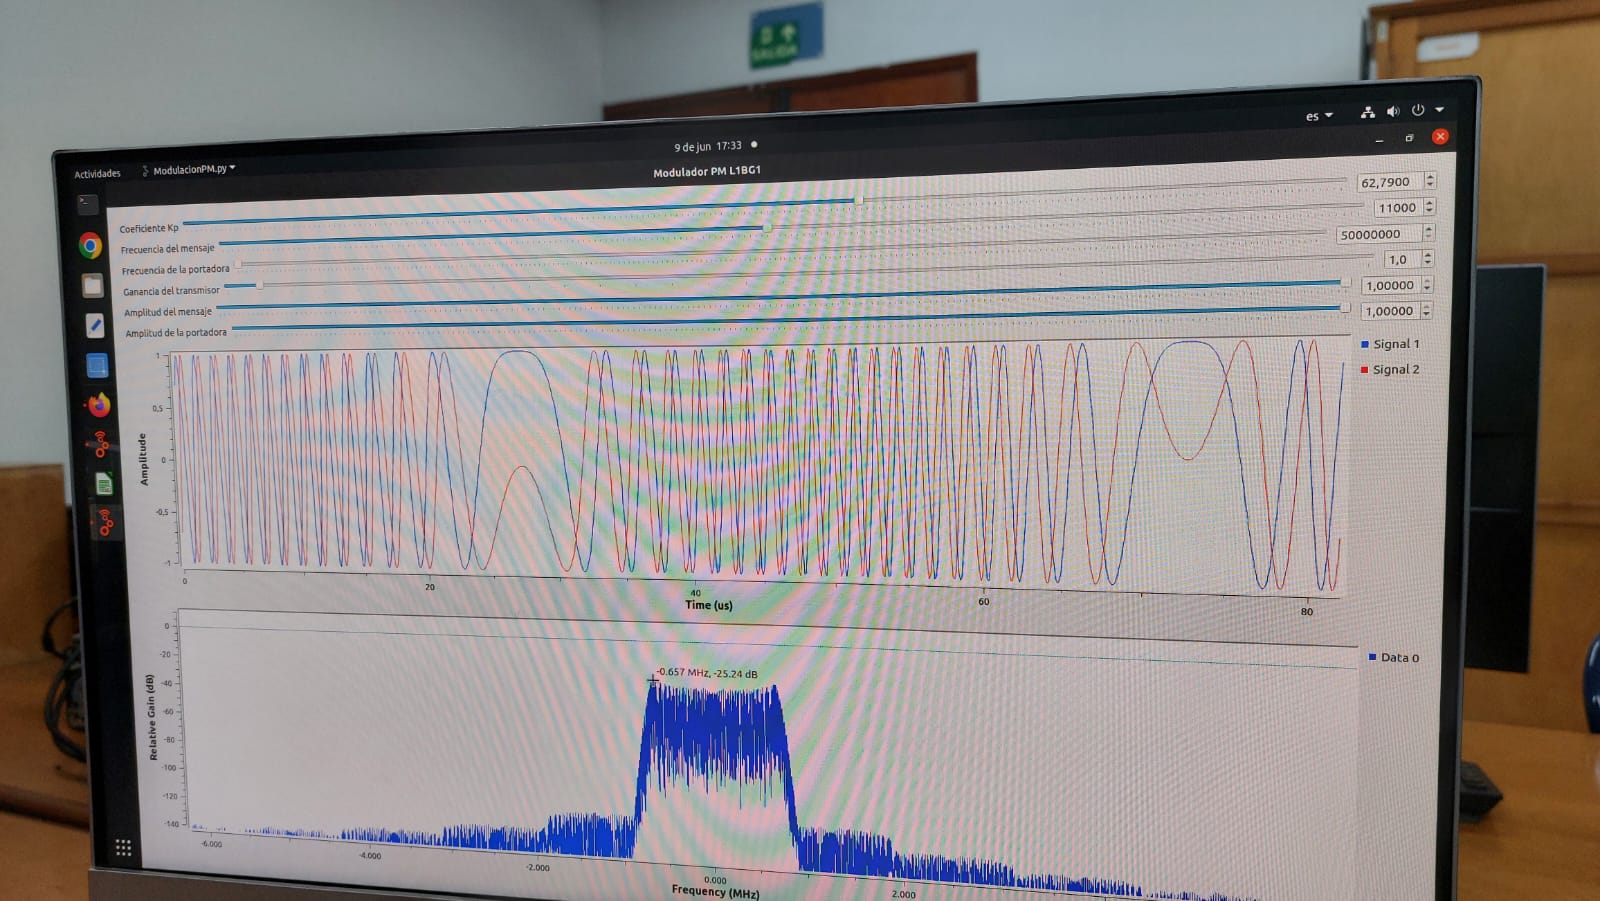 SALIDA
es
9 de jun 17:33
Actividades
ModulacionPM.py
Modulador PM L1BG1
Coeficiente Kp
62,7900
Frecuencia del mensaje
11000
Frecuencia de la portadora
50000000
Ganancia del transmisor
1,0
Amplitud del mensaje
1,00000
Amplitud de la portadora
1,00000
Signal 1
Signal 2
Amplitude
1
0,5
0
-0,5
-1
0
20
40
60
80
Time (us)
Data 0
-0.657 MHz, -25.24 dB
Relative Gain (dB)
0
-20
-40
-60
-80
-100
-120
-140
-6.000
-4.000
-2.000
0.000
2.000
Frequency (MHz)